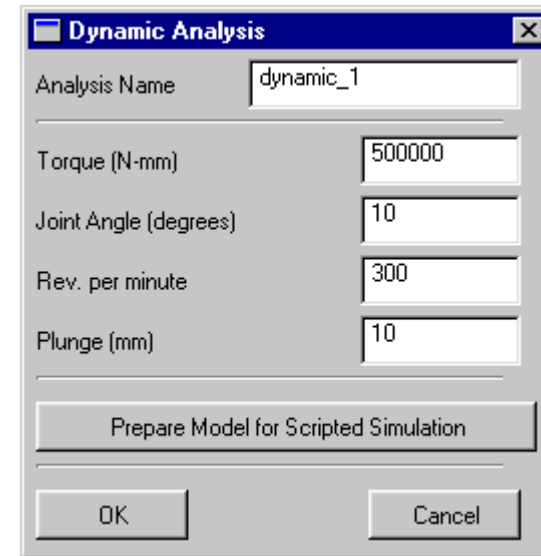 Dynamic Analysis
Analysis Name dynamic_1
Torque (N-mm) 500000
Joint Angle (degrees) 10
Rev. per minute 300
Plunge (mm) 10
Prepare Model for Scripted Simulation
OK Cancel